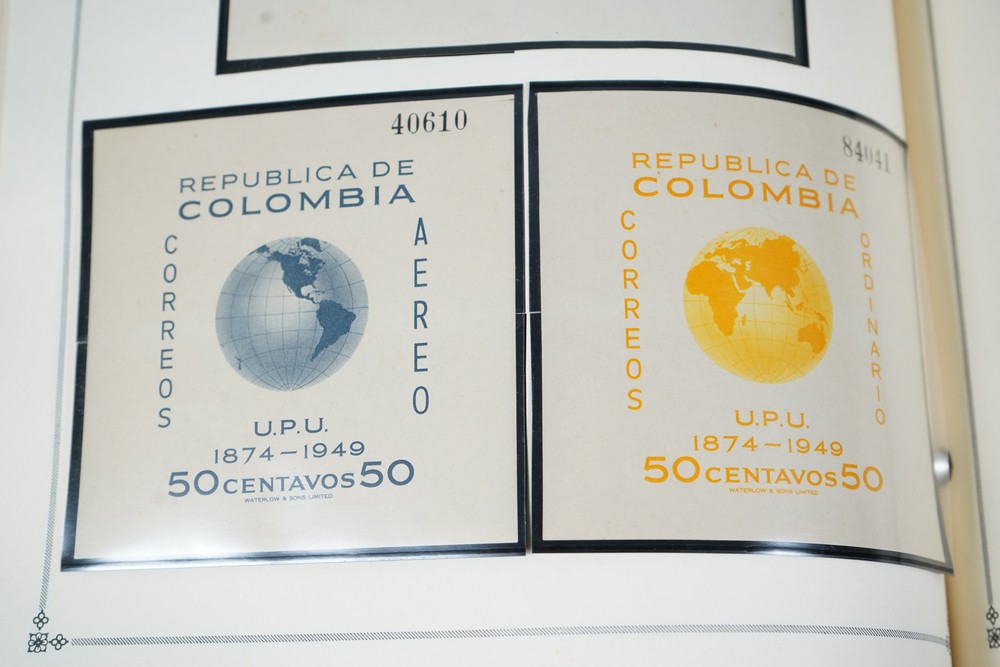 40610
REPUBLICA DE
COLOMBIA
CORREOS
AEREO
U.P.U.
1874-1949
50 CENTAVOS 50
WATERLOW & SONS LIMITED
84041
REPUBLICA DE
COLOMBIA
CORREOS
ORDINARIO
U.P.U.
1874-1949
50 CENTAVOS 50
WATERLOW & SONS LIMITED